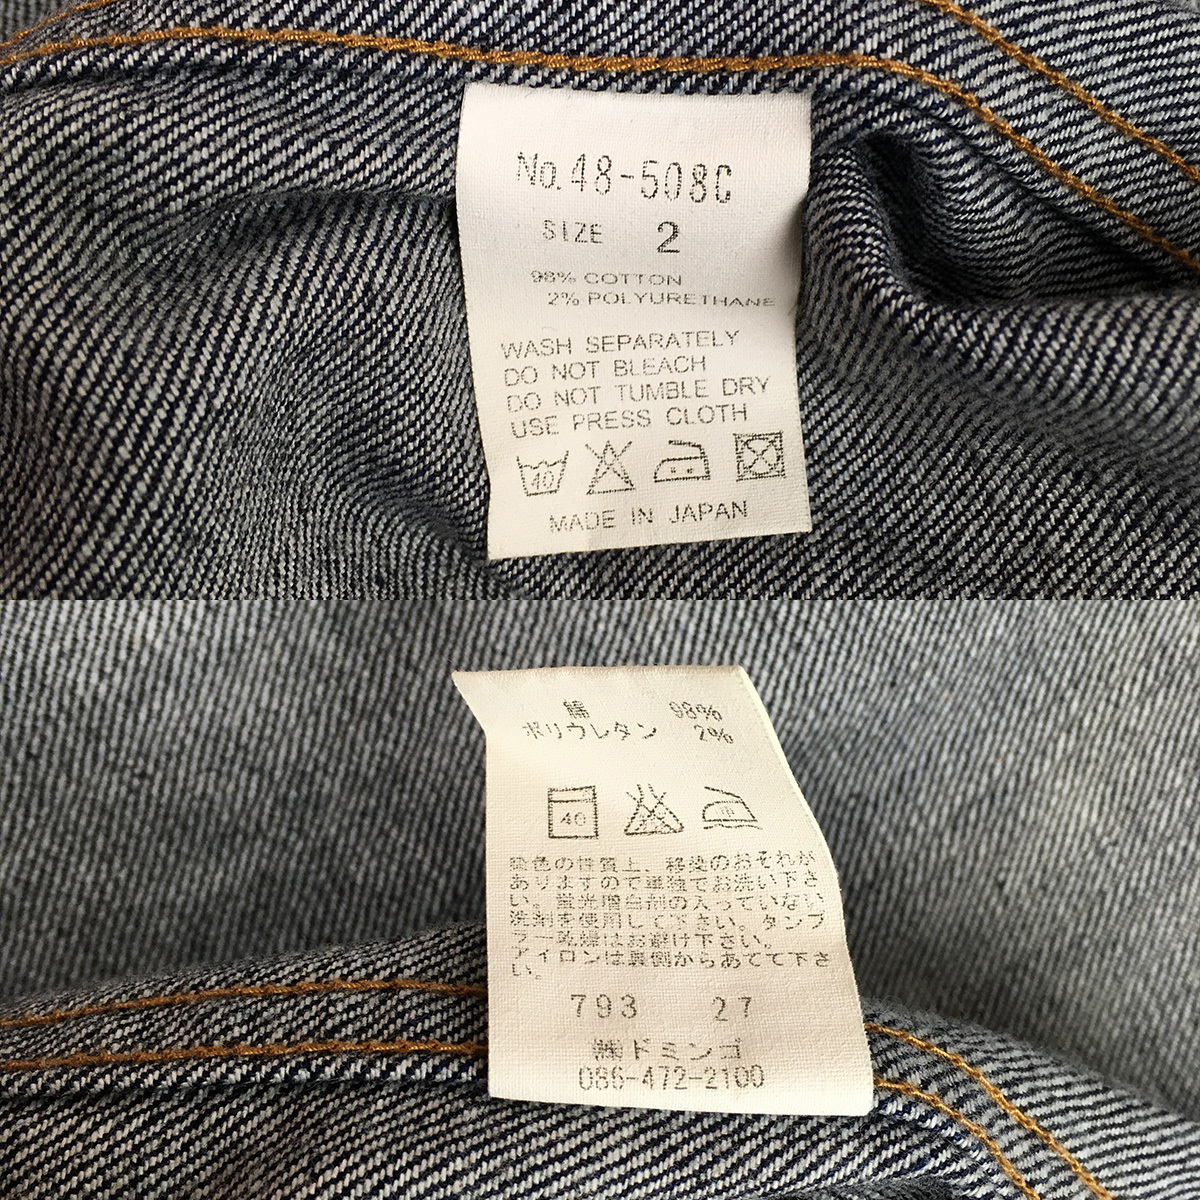 No.48-508C
SIZE 2
98% COTTON
2% POLYURETHANE
WASH SEPARATELY
DO NOT BLEACH
DO NOT TUMBLE DRY
USE PRESS CLOTH
40
MADE IN JAPAN
綿 98%
ポリウレタン 2%
40 中
染色の性質上、移染のおそれが
ありますので単独でお洗い下さ
い。蛍光増白剤の入っていない
洗剤を使用して下さい。タンブ
ラー乾燥はお避け下さい。
アイロンは裏側からあてて下さ
い。
793 27
㈱ドミンゴ
086-472-2100